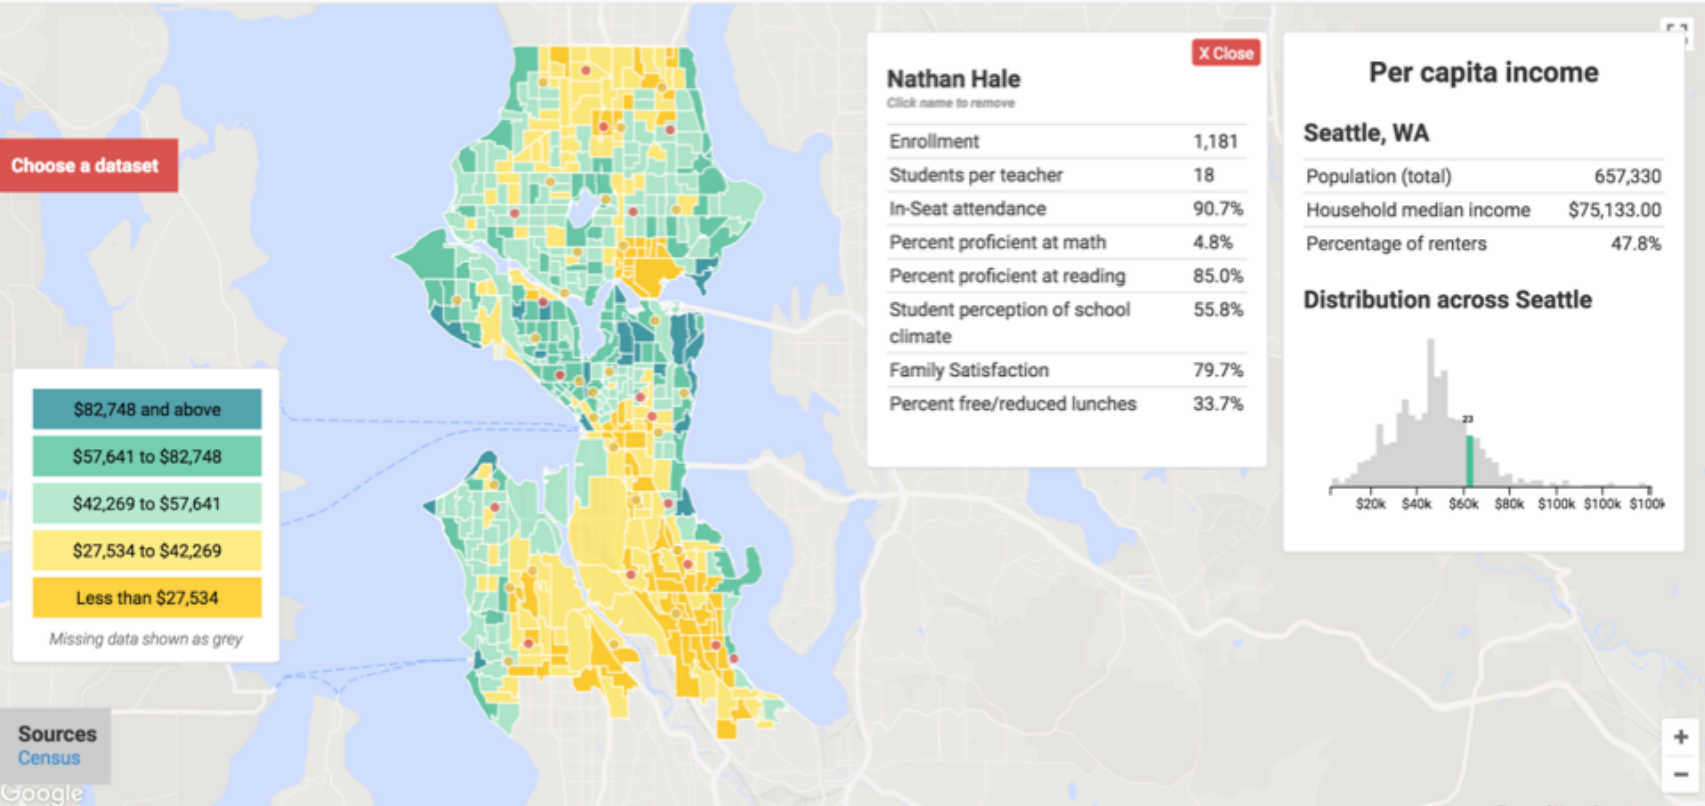 X Close
Nathan Hale
Click name to remove
Enrollment 1,181
Students per teacher 18
In-Seat attendance 90.7%
Percent proficient at math 4.8%
Percent proficient at reading 85.0%
Student perception of school 55.8%
climate
Family Satisfaction 79.7%
Percent free/reduced lunches 33.7%
Per capita income
Seattle, WA
Population (total) 657,330
Household median income $75,133.00
Percentage of renters 47.8%
Distribution across Seattle
23
$20k $40k $60k $80k $100k $100k $100k
Choose a dataset
$82,748 and above
$57,641 to $82,748
$42,269 to $57,641
$27,534 to $42,269
Less than $27,534
Missing data shown as grey
Sources
Census
Google
+
−